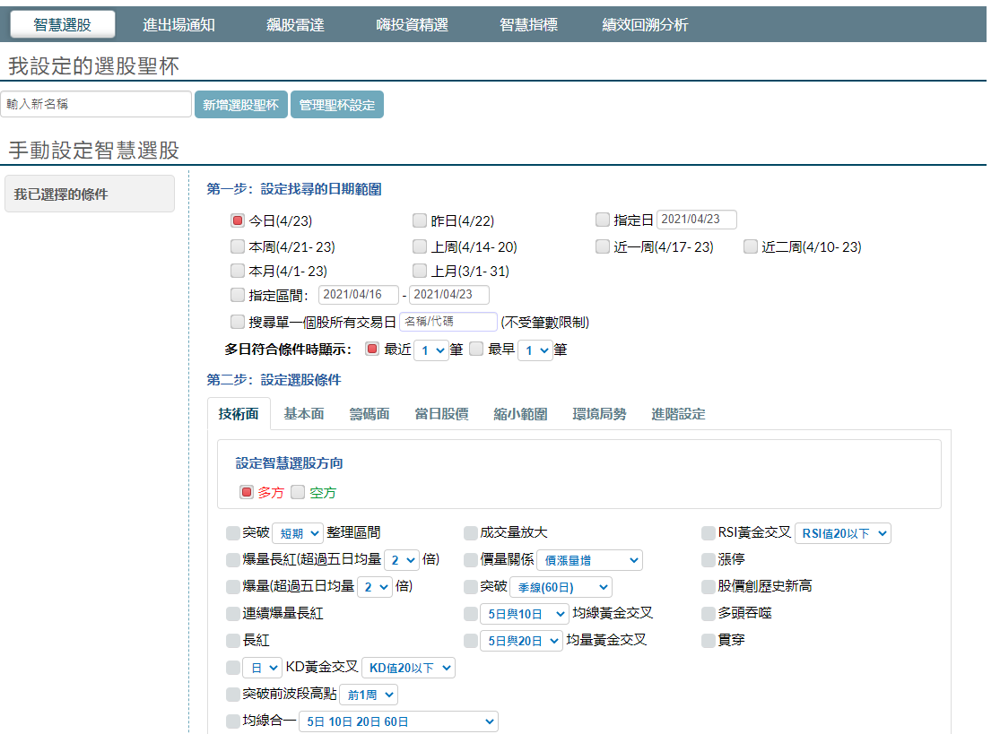 智慧選股 進出場通知 飆股雷達 嗨投資精選 智慧指標 績效回溯分析
我設定的選股聖杯
輸入新名稱 新增選股聖杯 管理聖杯設定
手動設定智慧選股
我已選擇的條件
第一步：設定找尋的日期範圍
今日(4/23) 昨日(4/22) 指定日 2021/04/23
本周(4/21- 23) 上周(4/14- 20) 近一周(4/17- 23) 近二周(4/10- 23)
本月(4/1- 23) 上月(3/1- 31)
指定區間： 2021/04/16 - 2021/04/23
搜尋單一個股所有交易日 名稱/代碼 (不受筆數限制)
多日符合條件時顯示： 最近 1 筆 最早 1 筆
第二步：設定選股條件
技術面 基本面 籌碼面 當日股價 縮小範圍 環境局勢 進階設定
設定智慧選股方向
多方 空方
突破 短期 整理區間 成交量放大 RSI黃金交叉 RSI值20以下
爆量長紅(超過五日均量 2 倍) 價量關係 價漲量增 漲停
爆量(超過五日均量 2 倍) 突破 季線(60日) 股價創歷史新高
連續爆量長紅 5日與10日 均線黃金交叉 多頭吞噬
長紅 5日與20日 均量黃金交叉 貫穿
日 KD黃金交叉 KD值20以下
突破前波段高點 前1周
均線合一 5日 10日 20日 60日